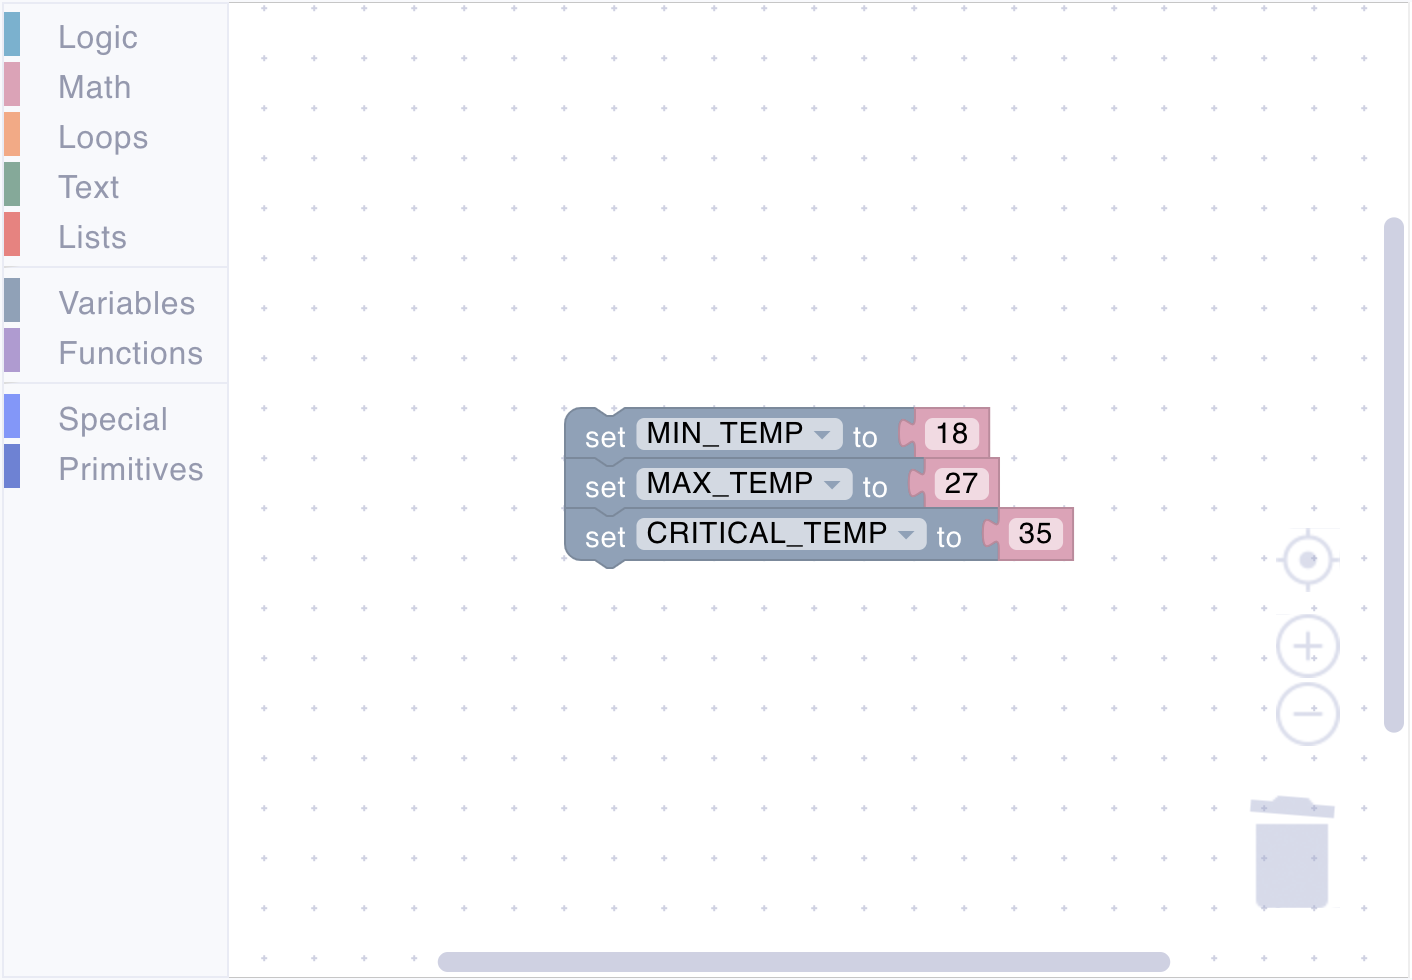 Logic
Math
Loops
Text
Lists
Variables
Functions
Special
Primitives
set MIN_TEMP to 18
set MAX_TEMP to 27
set CRITICAL_TEMP to 35